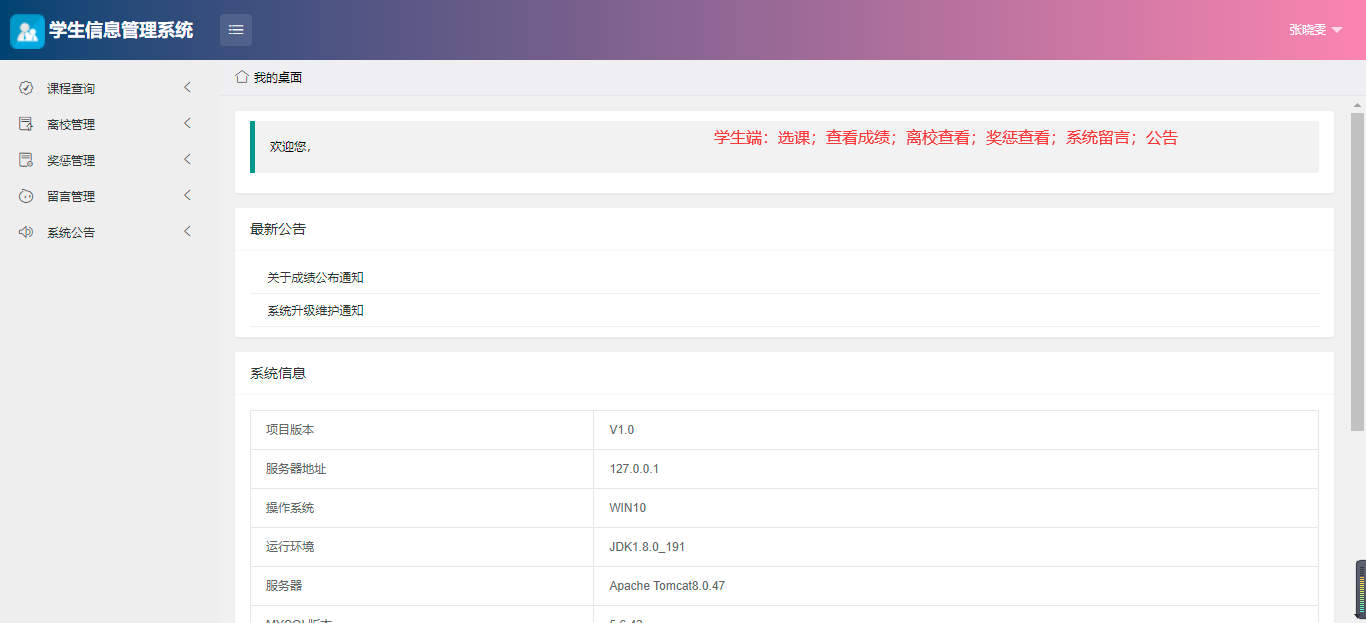 学生信息管理系统
张晓雯
课程查询
离校管理
奖惩管理
留言管理
系统公告
我的桌面
欢迎您,
学生端：选课；查看成绩；离校查看；奖惩查看；系统留言；公告
最新公告
关于成绩公布通知
系统升级维护通知
系统信息
项目版本 V1.0
服务器地址 127.0.0.1
操作系统 WIN10
运行环境 JDK1.8.0_191
服务器 Apache Tomcat8.0.47